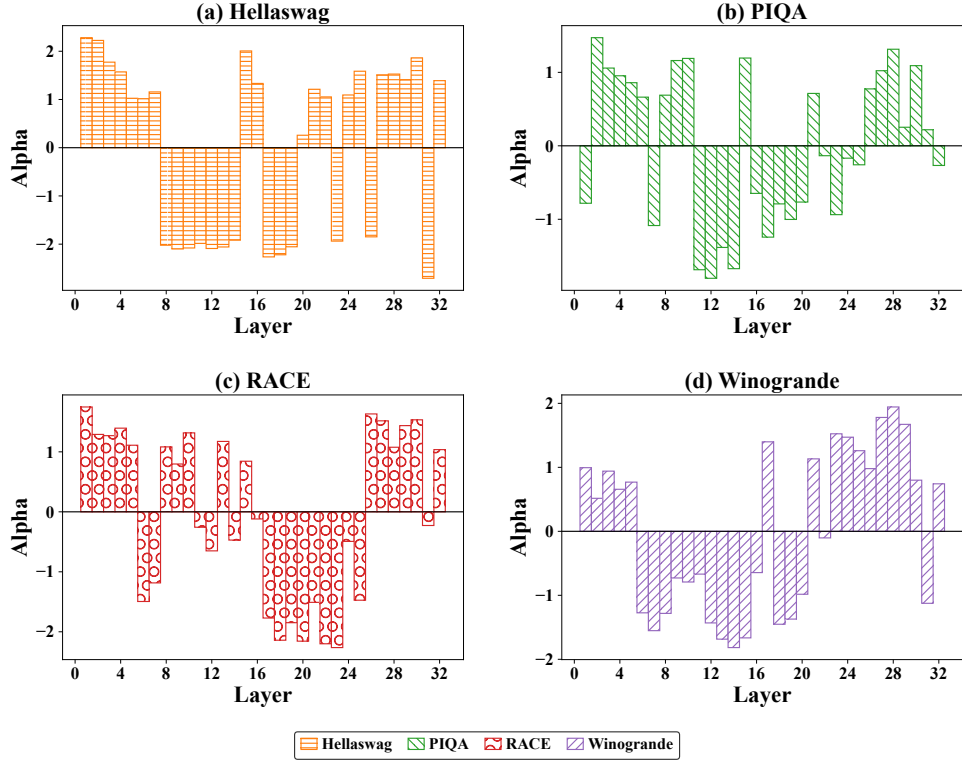 (a) Hellaswag
Alpha
2
1
0
−1
−2
0 4 8 12 16 20 24 28 32
Layer
(b) PIQA
Alpha
1
0
−1
0 4 8 12 16 20 24 28 32
Layer
(c) RACE
Alpha
1
0
−1
−2
0 4 8 12 16 20 24 28 32
Layer
(d) Winogrande
Alpha
2
1
0
−1
−2
0 4 8 12 16 20 24 28 32
Layer
Hellaswag PIQA RACE Winogrande